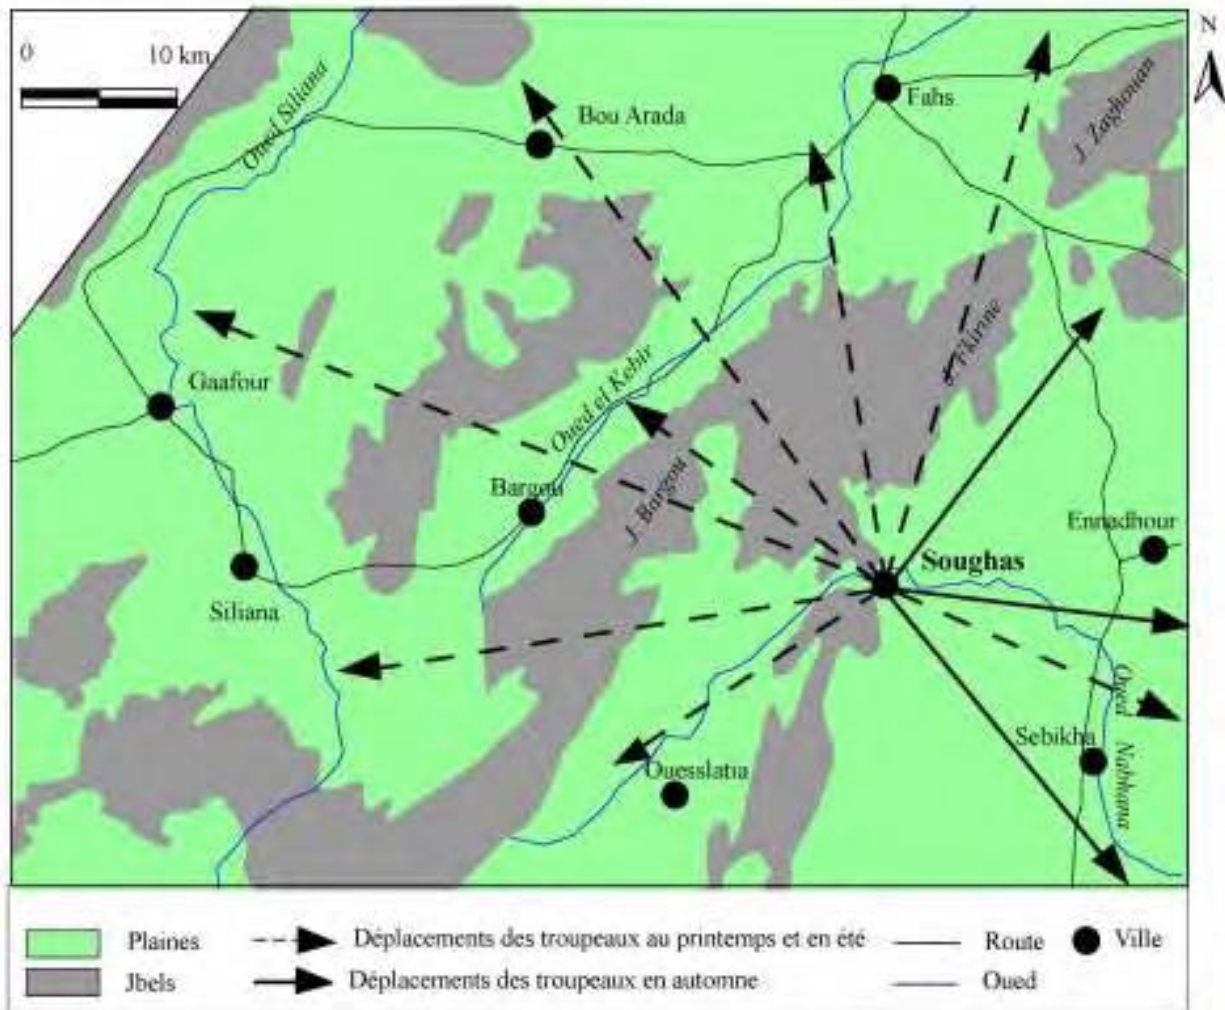 0 10 km
N
Oued Siliana
Bou Arada
Fahs
J Zaghouan
J. Fkirine
Gaafour
Oued el Kebir
Bargou
J. Bargou
Ennadhour
Soughas
Siliana
Oued Nabhana
Sebikha
Ouesslatia
Plaines
Déplacements des troupeaux au printemps et en été
Route
Ville
Jbels
Déplacements des troupeaux en automne
Oued